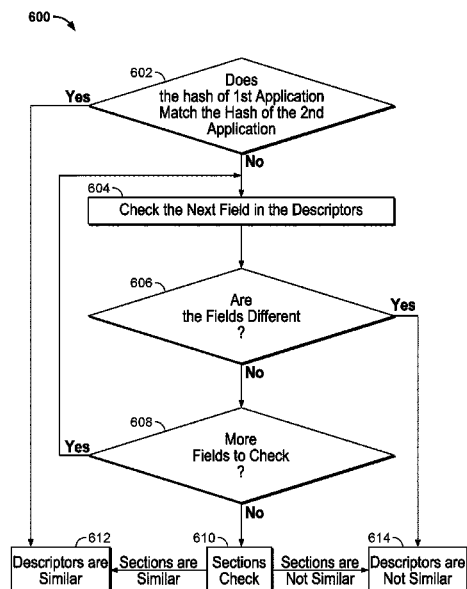 600
602
Does
the hash of 1st Application
Match the Hash of the 2nd
Application
Yes
No
604
Check the Next Field in the Descriptors
606
Are
the Fields Different
?
Yes
No
608
More
Fields to Check
?
Yes
No
612
Descriptors are
Similar
Sections are
Similar
610
Sections
Check
Sections are
Not Similar
614
Descriptors are
Not Similar